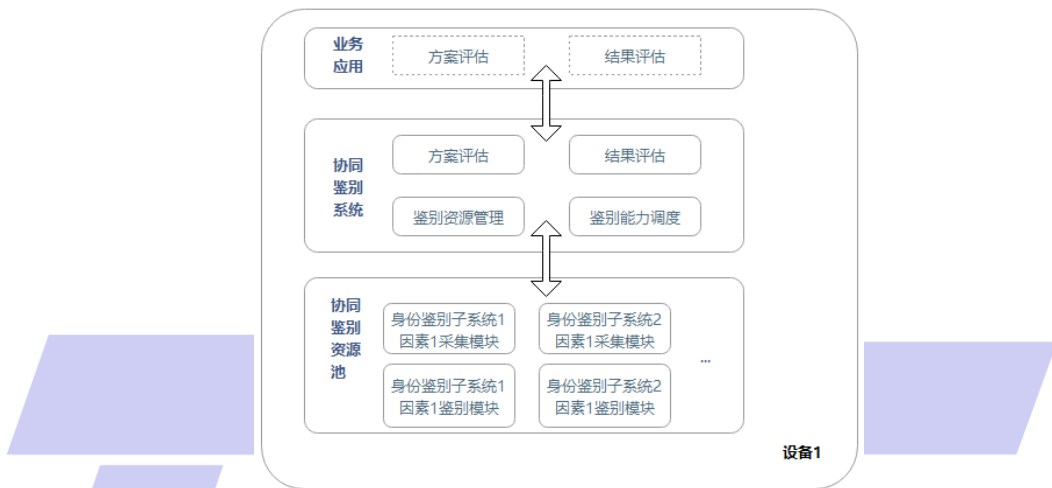 业务
应用
方案评估
结果评估
协同
鉴别
系统
方案评估
结果评估
鉴别资源管理
鉴别能力调度
协同
鉴别
资源
池
身份鉴别子系统1
因素1采集模块
身份鉴别子系统2
因素1采集模块
...
身份鉴别子系统1
因素1鉴别模块
身份鉴别子系统2
因素1鉴别模块
设备1